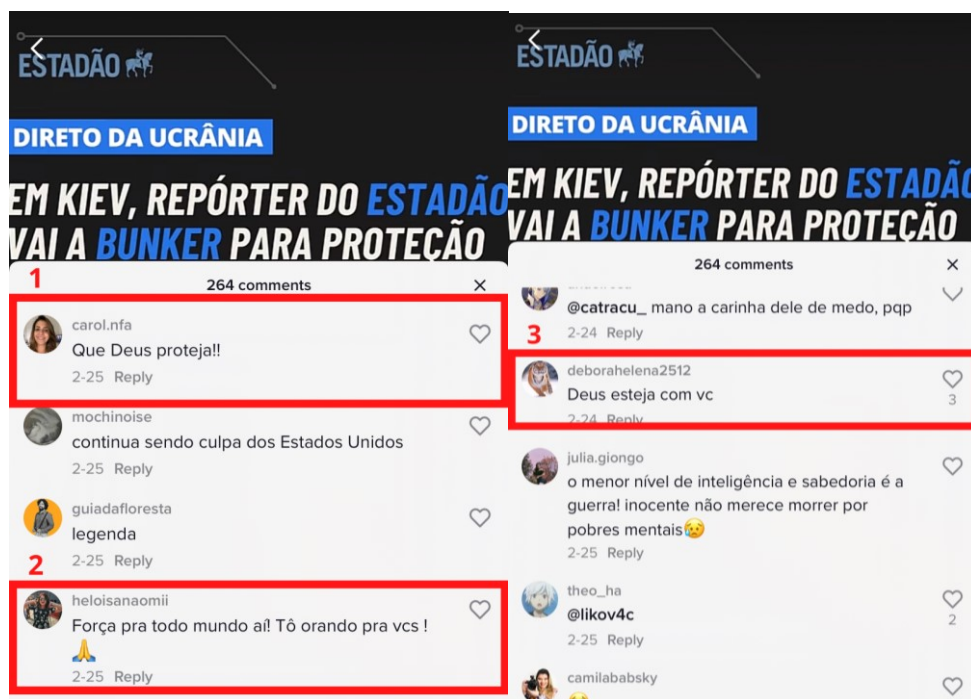 ESTADÃO
DIRETO DA UCRÂNIA
EM KIEV, REPÓRTER DO ESTADÃO
VAI A BUNKER PARA PROTEÇÃO
1
264 comments
carol.nfa
Que Deus proteja!!
2-25 Reply
mochinoise
continua sendo culpa dos Estados Unidos
2-25 Reply
guiadafloresta
legenda
2-25 Reply
2
heloisanaomii
Força pra todo mundo aí! Tô orando pra vcs !
🙏
2-25 Reply
ESTADÃO
DIRETO DA UCRÂNIA
EM KIEV, REPÓRTER DO ESTADÃO
VAI A BUNKER PARA PROTEÇÃO
264 comments
@catracu_ mano a carinha dele de medo, pqp
3
2-24 Reply
deborahelena2512
Deus esteja com vc
3
2-24 Reply
julia.giongo
o menor nível de inteligência e sabedoria é a
guerra! inocente não merece morrer por
pobres mentais😥
2-25 Reply
theo_ha
@likov4c
2
2-25 Reply
camilababsky